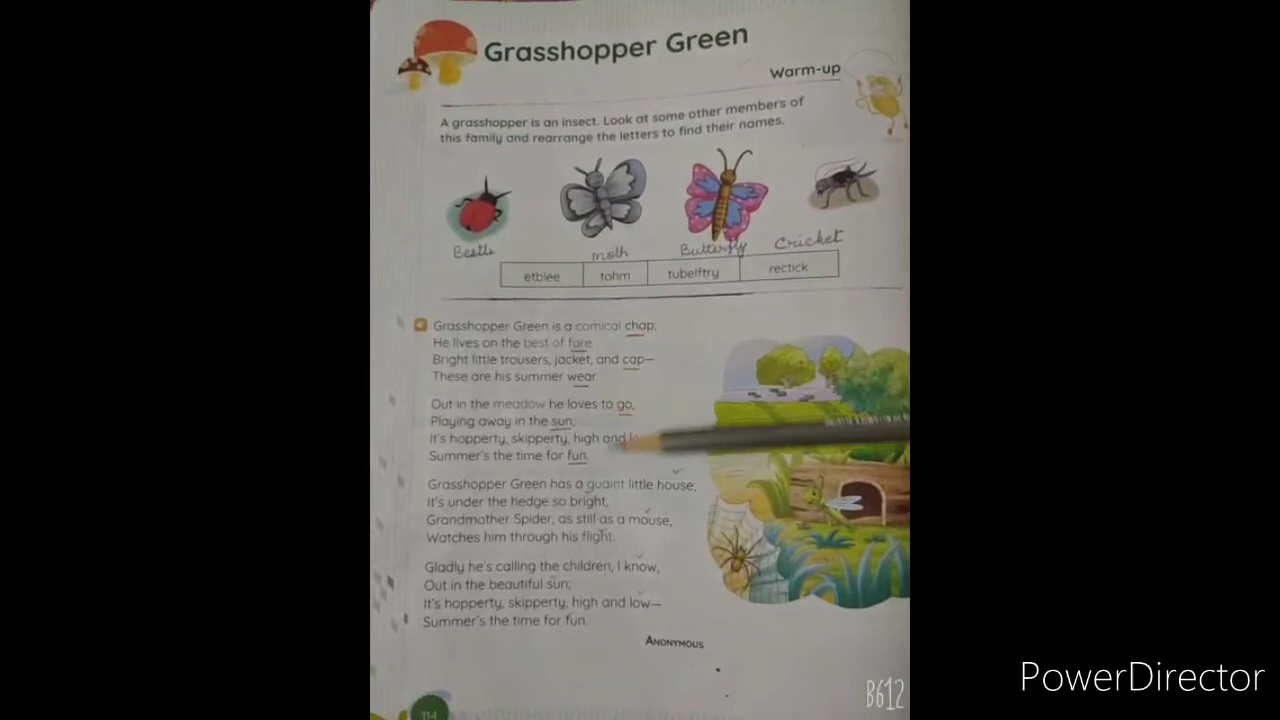 Grasshopper Green
Warm-up
A grasshopper is an insect. Look at some other members of
this family and rearrange the letters to find their names.
Beetle moth Butterfly Cricket
etblee tohm tubelftry rectick
Grasshopper Green is a comical chap;
He lives on the best of fare.
Bright little trousers, jacket, and cap—
These are his summer wear.
Out in the meadow he loves to go,
Playing away in the sun;
It's hopperty, skipperty, high and
Summer's the time for fun.
Grasshopper Green has a quaint little house;
It's under the hedge so bright,
Grandmother Spider, as still as a mouse,
Watches him through his flight.
Gladly he's calling the children, I know,
Out in the beautiful sun;
It's hopperty, skipperty, high and low—
Summer's the time for fun.
ANONYMOUS
114
B612
PowerDirector